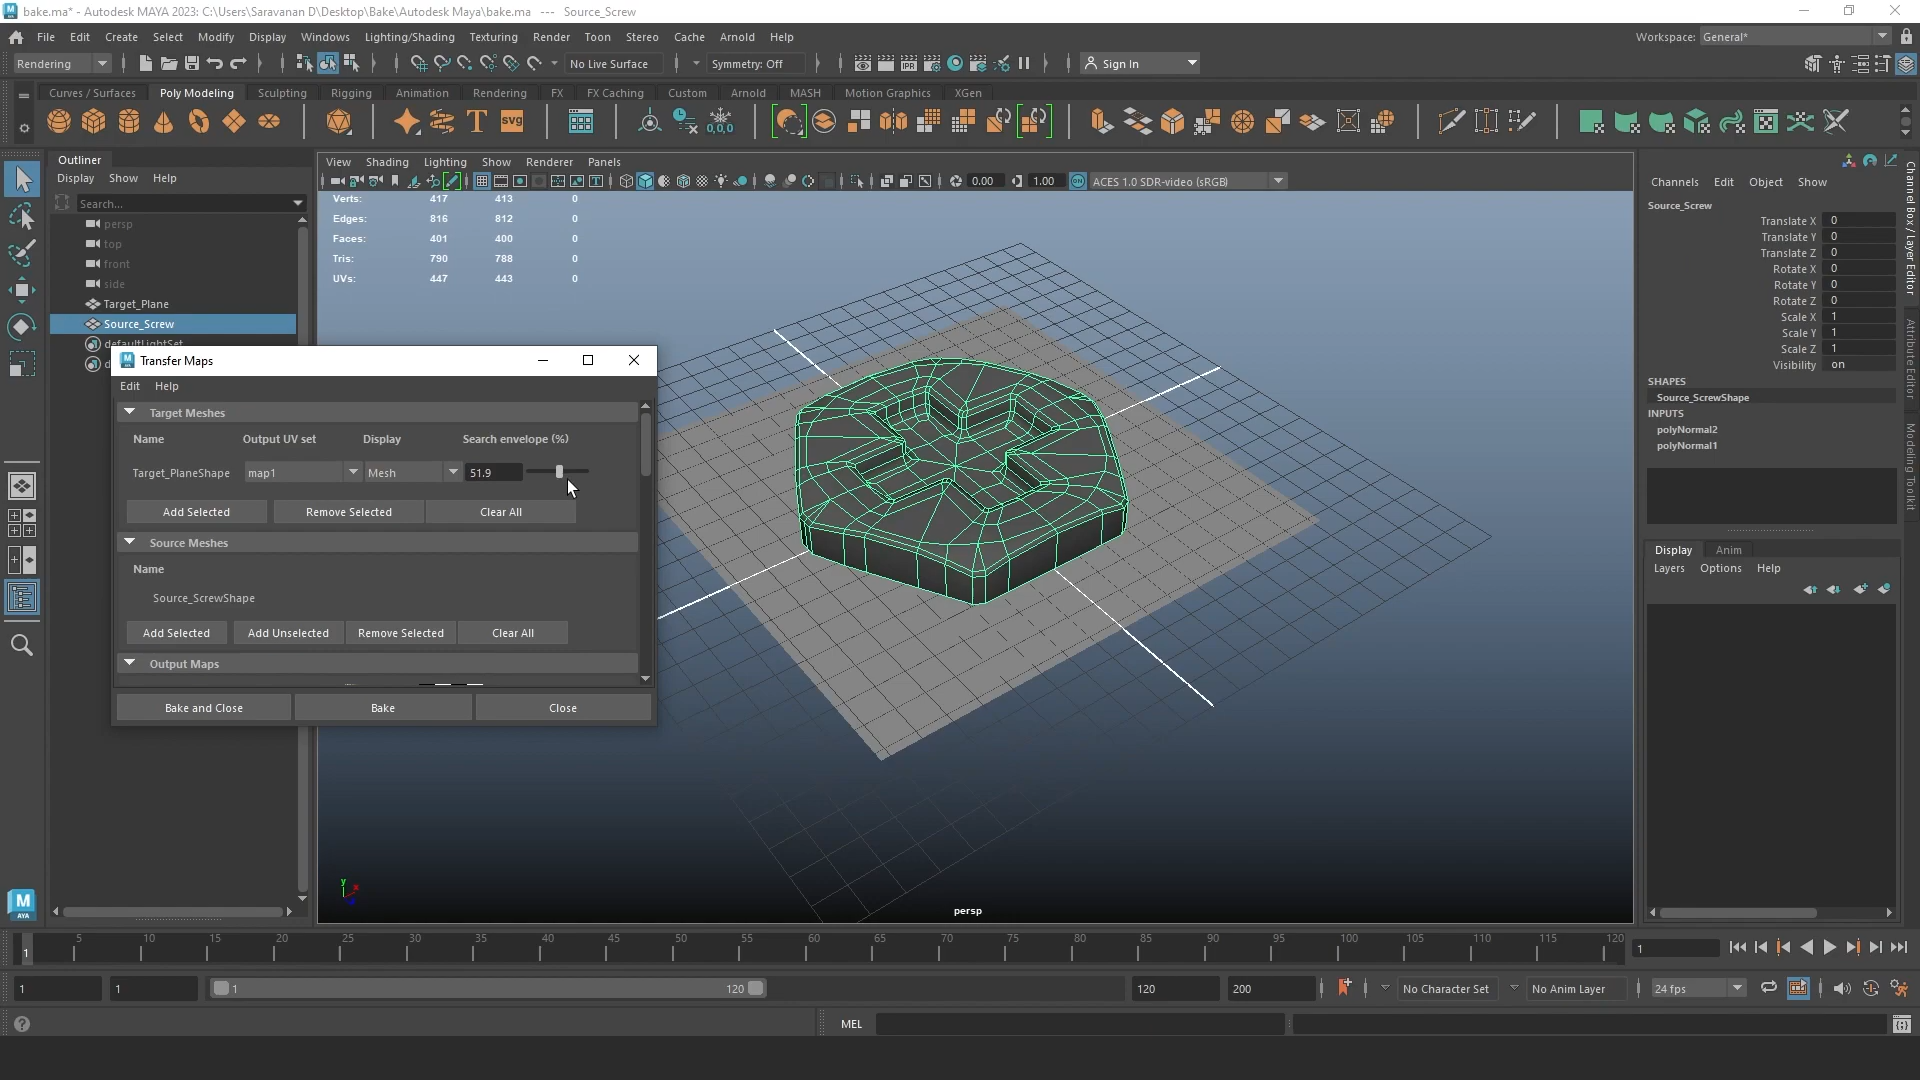 bake.ma* - Autodesk MAYA 2023: C:\Users\Saravanan D\Desktop\Bake\Autodesk Maya\bake.ma --- Source_Screw
File Edit Create Select Modify Display Windows Lighting/Shading Texturing Render Toon Stereo Cache Arnold Help
Workspace: General*
Rendering No Live Surface Symmetry: Off Sign In
Curves / Surfaces Poly Modeling Sculpting Rigging Animation Rendering FX FX Caching Custom Arnold MASH Motion Graphics XGen
Outliner
Display Show Help
Search...
persp
top
front
side
Target_Plane
Source_Screw
defaultLightSet
View Shading Lighting Show Renderer Panels
0.00 1.00 ACES 1.0 SDR-video (sRGB)
Verts: 417 413 0
Edges: 816 812 0
Faces: 401 400 0
Tris: 790 788 0
UVs: 447 443 0
persp
Transfer Maps
Edit Help
Target Meshes
Name Output UV set Display Search envelope (%)
Target_PlaneShape map1 Mesh 51.9
Add Selected Remove Selected Clear All
Source Meshes
Name
Source_ScrewShape
Add Selected Add Unselected Remove Selected Clear All
Output Maps
Bake and Close Bake Close
Channels Edit Object Show
Source_Screw
Translate X 0
Translate Y 0
Translate Z 0
Rotate X 0
Rotate Y 0
Rotate Z 0
Scale X 1
Scale Y 1
Scale Z 1
Visibility on
SHAPES
Source_ScrewShape
INPUTS
polyNormal2
polyNormal1
Display Anim
Layers Options Help
Channel Box / Layer Editor
Attribute Editor
Modeling Toolkit
1 5 10 15 20 25 30 35 40 45 50 55 60 65 70 75 80 85 90 95 100 105 110 115 120 1
1 1 1 120 120 200 No Character Set No Anim Layer 24 fps
MEL